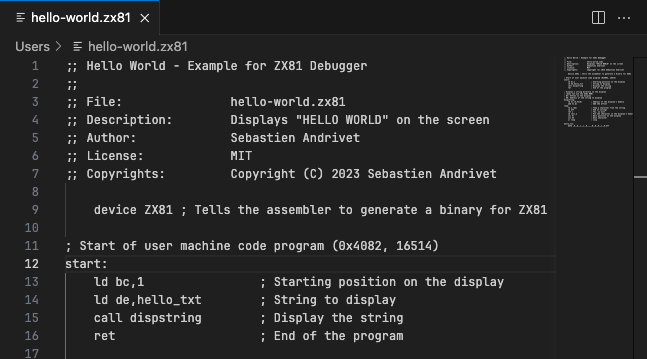 hello-world.zx81
Users > hello-world.zx81
1 ;; Hello World - Example for ZX81 Debugger
2 ;;
3 ;; File: hello-world.zx81
4 ;; Description: Displays "HELLO WORLD" on the screen
5 ;; Author: Sebastien Andrivet
6 ;; License: MIT
7 ;; Copyrights: Copyright (C) 2023 Sebastien Andrivet
8
9 device ZX81 ; Tells the assembler to generate a binary for ZX81
10
11 ; Start of user machine code program (0x4082, 16514)
12 start:
13 ld bc,1 ; Starting position on the display
14 ld de,hello_txt ; String to display
15 call dispstring ; Display the string
16 ret ; End of the program